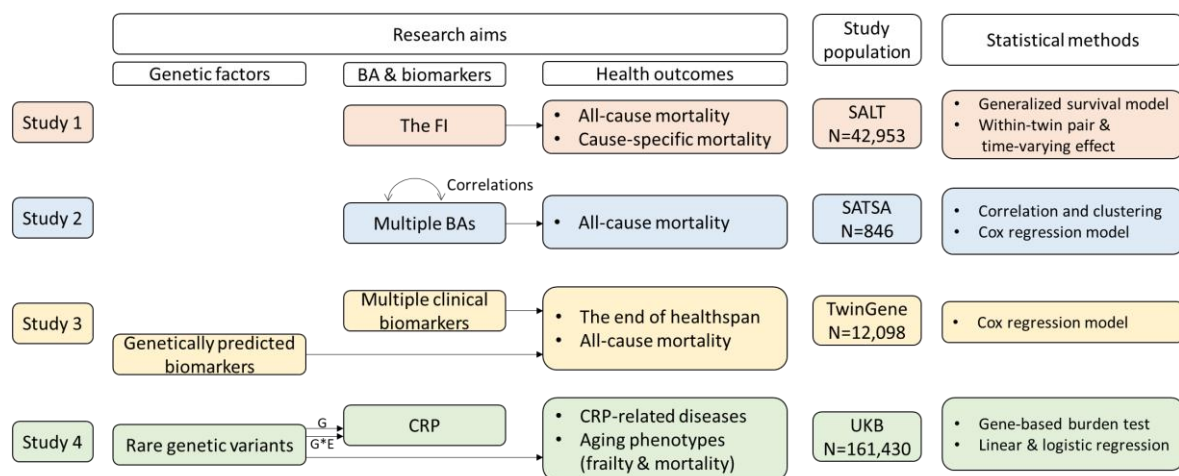 Research aims
Study
population
Statistical methods
Genetic factors
BA & biomarkers
Health outcomes
Study 1
The FI
• All-cause mortality
• Cause-specific mortality
SALT
N=42,953
• Generalized survival model
• Within-twin pair &
time-varying effect
Study 2
Correlations
Multiple BAs
• All-cause mortality
SATSA
N=846
• Correlation and clustering
• Cox regression model
Study 3
Multiple clinical
biomarkers
Genetically predicted
biomarkers
• The end of healthspan
• All-cause mortality
TwinGene
N=12,098
• Cox regression model
Study 4
Rare genetic variants
G
G*E
CRP
• CRP-related diseases
• Aging phenotypes
(frailty & mortality)
UKB
N=161,430
• Gene-based burden test
• Linear & logistic regression